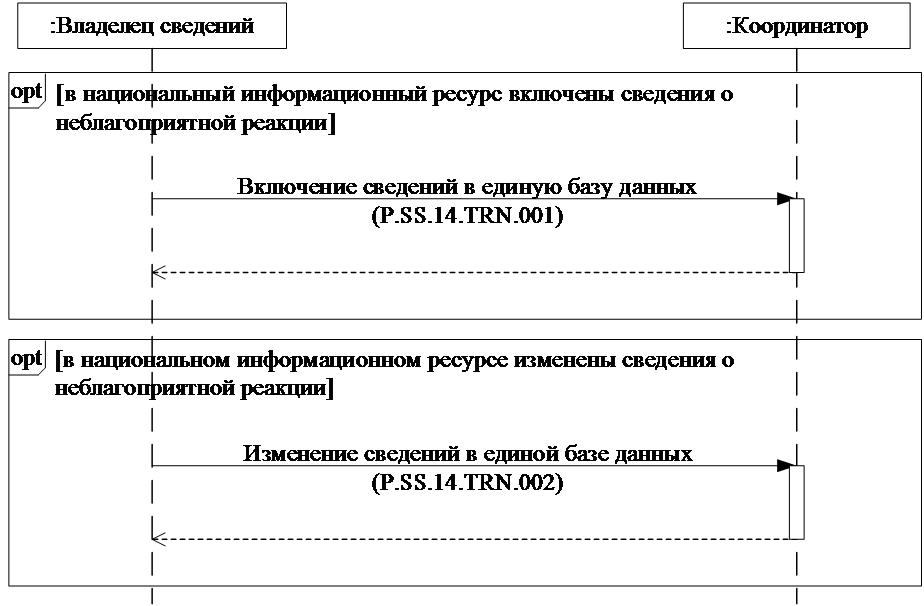 :Владелец сведений
:Координатор
opt [в национальный информационный ресурс включены сведения о
неблагоприятной реакции]
Включение сведений в единую базу данных
(P.SS.14.TRN.001)
opt [в национальном информационном ресурсе изменены сведения о
неблагоприятной реакции]
Изменение сведений в единой базе данных
(P.SS.14.TRN.002)